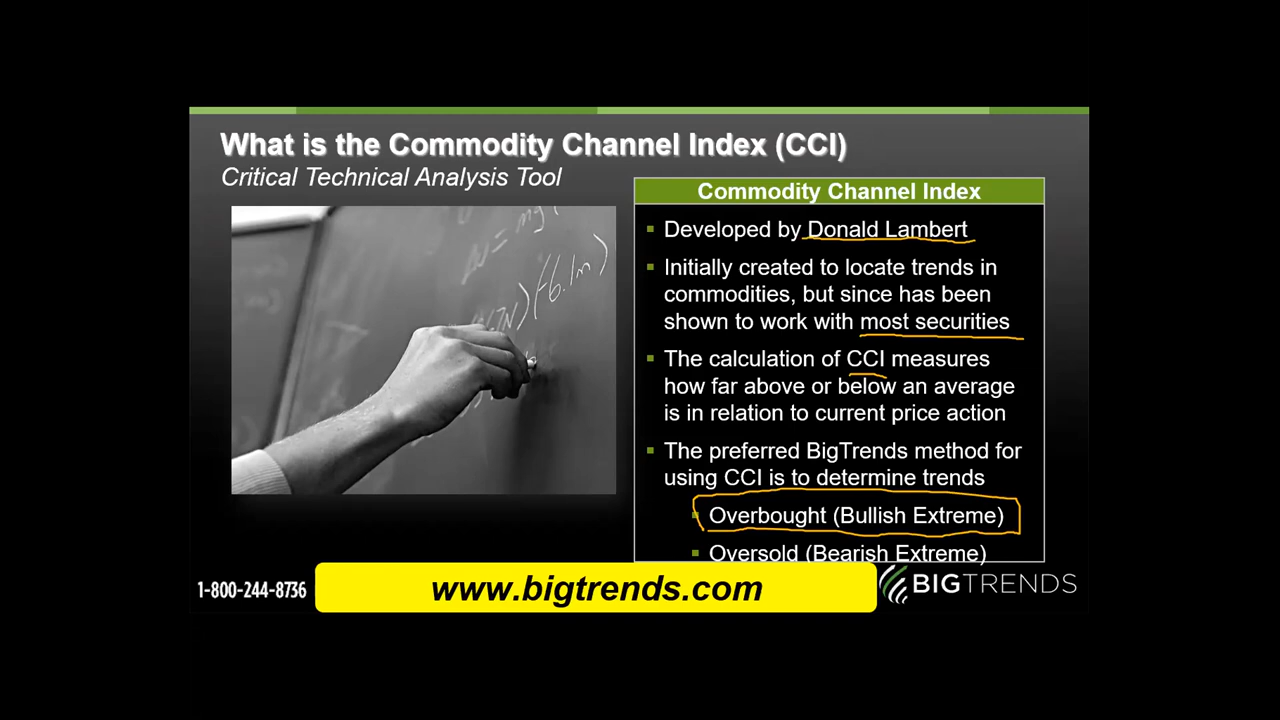 What is the Commodity Channel Index (CCI)
Critical Technical Analysis Tool
Commodity Channel Index
Developed by Donald Lambert
Initially created to locate trends in
commodities, but since has been
shown to work with most securities
The calculation of CCI measures
how far above or below an average
is in relation to current price action
The preferred BigTrends method for
using CCI is to determine trends
Overbought (Bullish Extreme)
Oversold (Bearish Extreme)
(-6.1m)
1-800-244-8736
www.bigtrends.com
BIGTRENDS